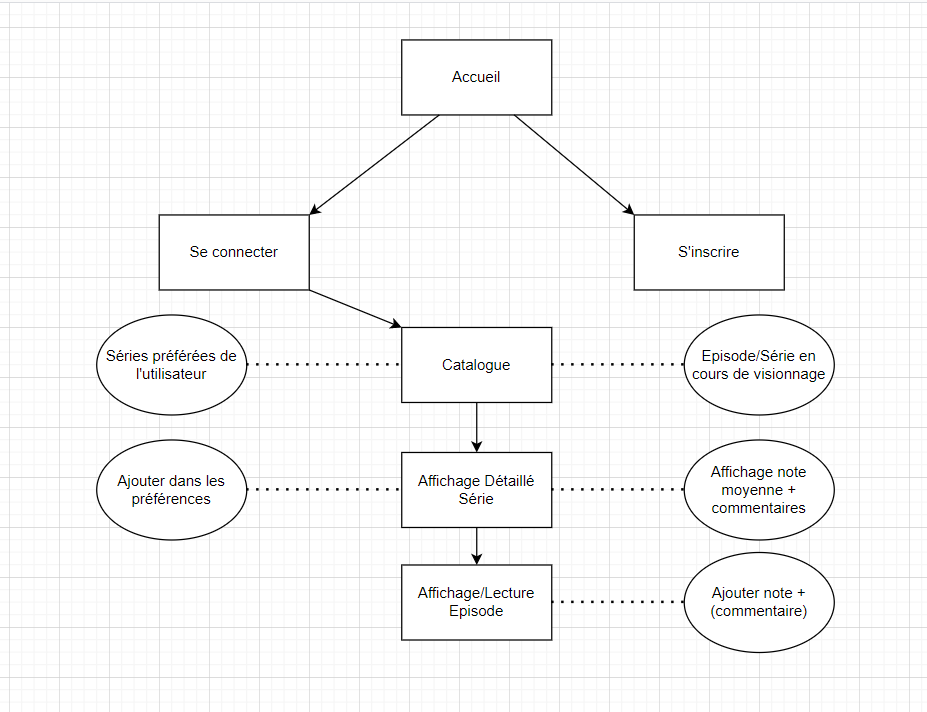 Accueil
Se connecter
S'inscrire
Séries préférées de
l'utilisateur
Catalogue
Episode/Série en
cours de visionnage
Ajouter dans les
préférences
Affichage Détaillé
Série
Affichage note
moyenne +
commentaires
Affichage/Lecture
Episode
Ajouter note +
(commentaire)